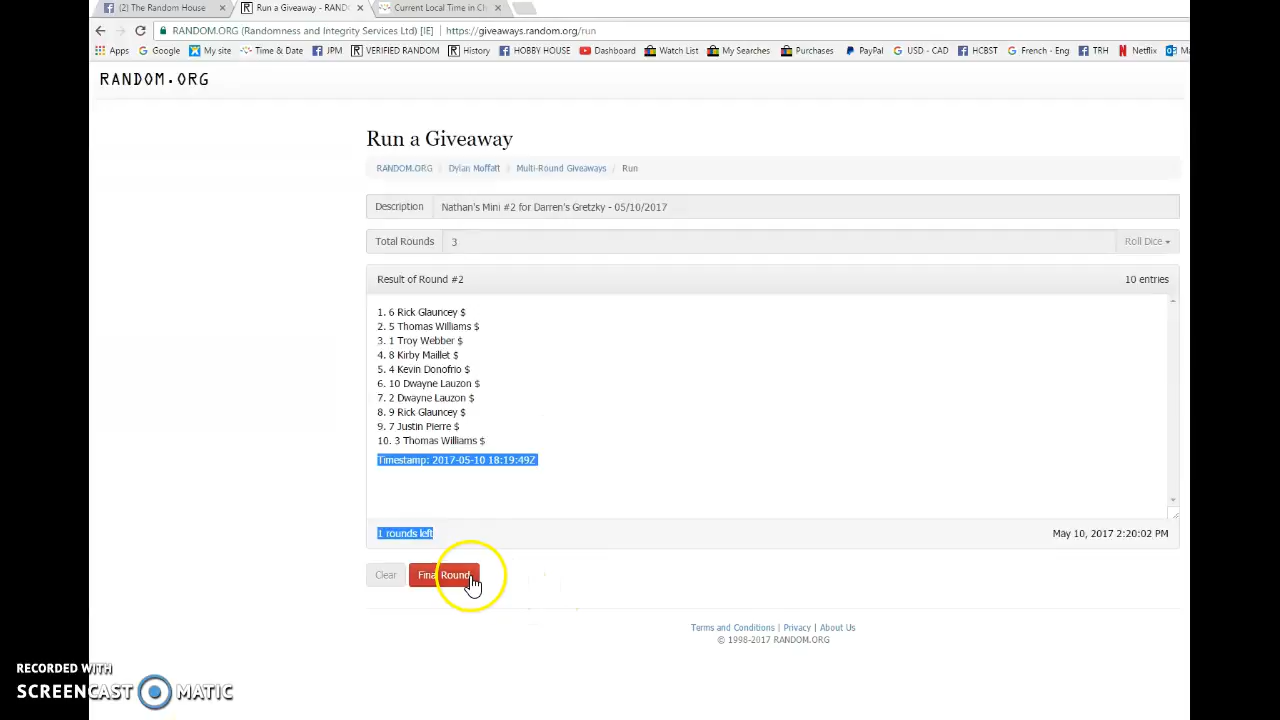 (2) The Random House
Run a Giveaway - RAND
Current Local Time in Ch
RANDOM.ORG (Randomness and Integrity Services Ltd) [IE] https://giveaways.random.org/run
Apps Google My site Time & Date JPM VERIFIED RANDOM History HOBBY HOUSE Dashboard Watch List My Searches Purchases PayPal USD - CAD HCBST French - Eng TRH Netflix
RANDOM.ORG
Run a Giveaway
RANDOM.ORG / Dylan Moffatt / Multi-Round Giveaways / Run
Description Nathan's Mini #2 for Darren's Gretzky - 05/10/2017
Total Rounds 3 Roll Dice
Result of Round #2 10 entries
1. 6 Rick Glauncey $
2. 5 Thomas Williams $
3. 1 Troy Webber $
4. 8 Kirby Maillet $
5. 4 Kevin Donofrio $
6. 10 Dwayne Lauzon $
7. 2 Dwayne Lauzon $
8. 9 Rick Glauncey $
9. 7 Justin Pierre $
10. 3 Thomas Williams $
Timestamp: 2017-05-10 18:19:49Z
1 rounds left May 10, 2017 2:20:02 PM
Clear Final Round
Terms and Conditions | Privacy | About Us
© 1998-2017 RANDOM.ORG
RECORDED WITH
SCREENCAST MATIC